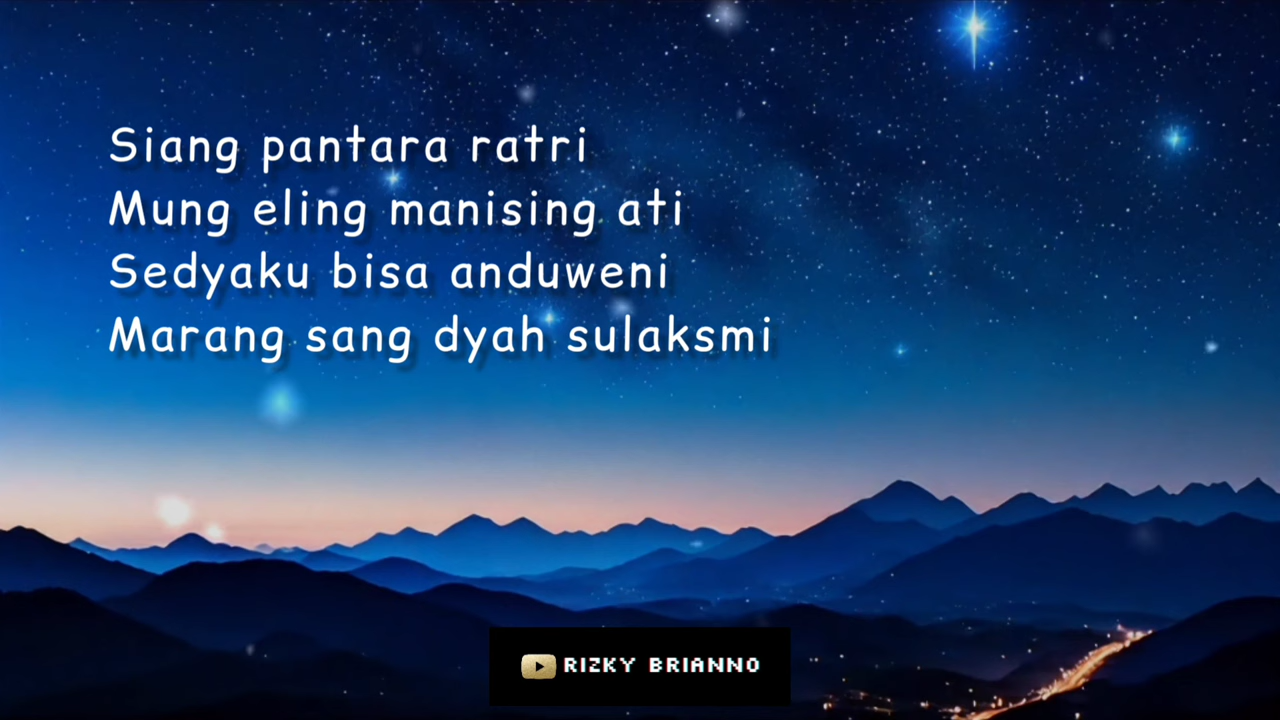 Siang pantara ratri
Mung eling manising ati
Sedyaku bisa anduweni
Marang sang dyah sulaksmi
RIZKY BRIANNO